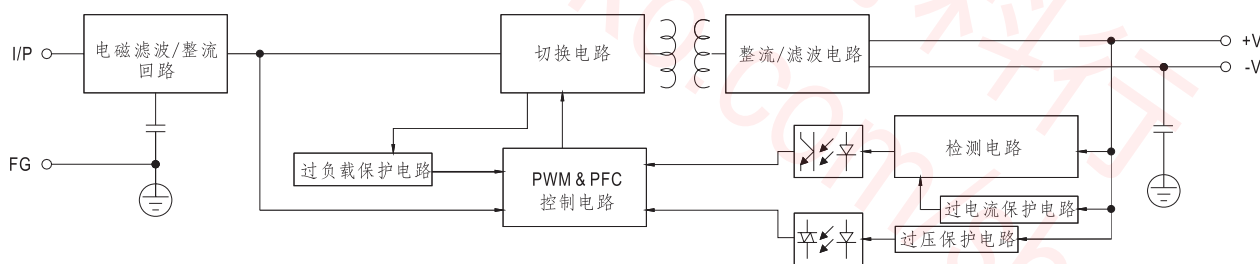 I/P
电磁滤波/整流
回路
切换电路
整流/滤波电路
+V
-V
FG
过负载保护电路
PWM & PFC
控制电路
检测电路
过电流保护电路
过压保护电路
科行